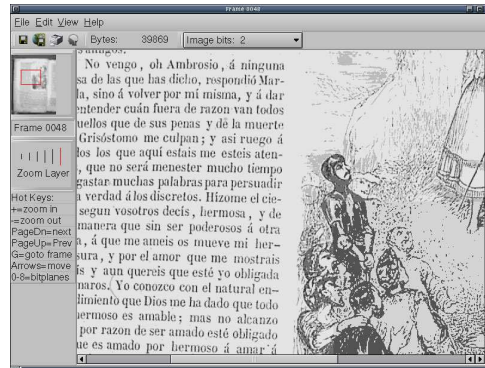 Frame 0048
File Edit View Help
Bytes: 39869 Image bits: 2
Frame 0048
Zoom Layer
Hot Keys:
+=zoom in
-=zoom out
PageDn=next
PageUp=Prev
G=goto frame
Arrows=move
0-8=bitplanes
No vengo, oh Ambrosio, á ninguna
sa de las que has dicho, respondió Mar-
la, sino á volver por mí misma, y á dar
entender cuán fuera de razon van todos
uellos que de sus penas y de la muerte
Grisóstomo me culpan; y asi ruego á
los los que aquí estais me esteis aten-
, que no será menester mucho tiempo
gastar muchas palabras para persuadir
a verdad á los discretos. Hízome el cie-
segun vosotros decís, hermosa, y de
manera que sin ser poderosos á otra
a, á que me ameis os mueve mi her-
sura, y por el amor que me mostrais
is y aun quereis que esté yo obligada
maros. Yo conozco con el natural en-
dimiento que Dios me ha dado que todo
ermoso es amable; mas no alcanzo
por razon de ser amado esté obligado
ue es amado por hermoso á amar á